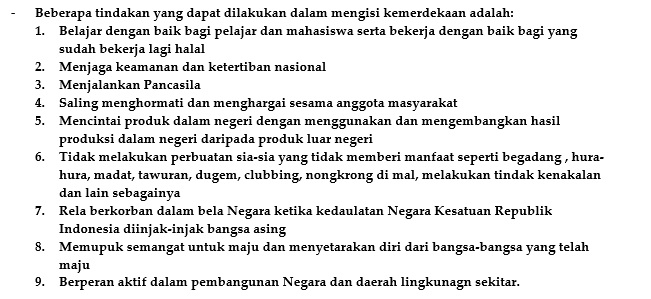 - Beberapa tindakan yang dapat dilakukan dalam mengisi kemerdekaan adalah:
1. Belajar dengan baik bagi pelajar dan mahasiswa serta bekerja dengan baik bagi yang
sudah bekerja lagi halal
2. Menjaga keamanan dan ketertiban nasional
3. Menjalankan Pancasila
4. Saling menghormati dan menghargai sesama anggota masyarakat
5. Mencintai produk dalam negeri dengan menggunakan dan mengembangkan hasil
produksi dalam negeri daripada produk luar negeri
6. Tidak melakukan perbuatan sia-sia yang tidak memberi manfaat seperti begadang , hura-
hura, madat, tawuran, dugem, clubbing, nongkrong di mal, melakukan tindak kenakalan
dan lain sebagainya
7. Rela berkorban dalam bela Negara ketika kedaulatan Negara Kesatuan Republik
Indonesia diinjak-injak bangsa asing
8. Memupuk semangat untuk maju dan menyetarakan diri dari bangsa-bangsa yang telah
maju
9. Berperan aktif dalam pembangunan Negara dan daerah lingkunagn sekitar.